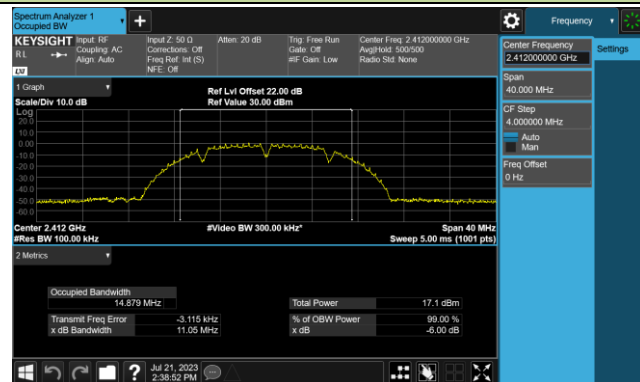 Spectrum Analyzer 1
Occupied BW
Frequency
KEYSIGHT
Input: RF
Input Z: 50 Ω
Atten: 20 dB
Trig: Free Run
Center Freq: 2.412000000 GHz
RL
Coupling: AC
Corrections: Off
Gate: Off
Avg|Hold: 500/500
Align: Auto
Freq Ref: Int (S)
#IF Gain: Low
Radio Std: None
NFE: Off
LXI
Center Frequency
2.412000000 GHz
Settings
Span
40.000 MHz
CF Step
4.000000 MHz
Auto
Man
Freq Offset
0 Hz
1 Graph
Ref Lvl Offset 22.00 dB
Scale/Div 10.0 dB
Ref Value 30.00 dBm
Log
20.0
10.0
0.00
-10.0
-20.0
-30.0
-40.0
-50.0
-60.0
Center 2.412 GHz
#Video BW 300.00 kHz*
Span 40 MHz
#Res BW 100.00 kHz
Sweep 5.00 ms (1001 pts)
2 Metrics
Occupied Bandwidth
14.879 MHz
Total Power
17.1 dBm
Transmit Freq Error
-3.115 kHz
% of OBW Power
99.00 %
x dB Bandwidth
11.05 MHz
x dB
-6.00 dB
Jul 21, 2023
2:38:52 PM